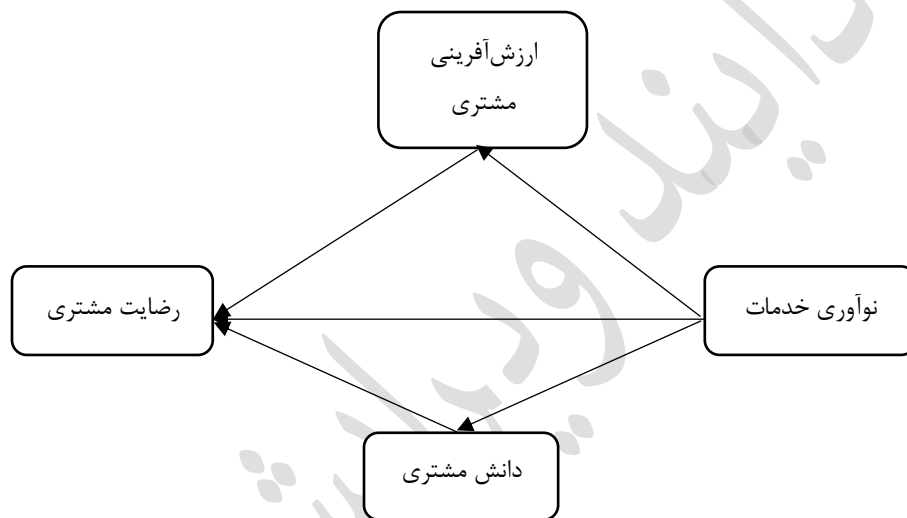 ارزش‌آفرینی
مشتری
نوآوری خدمات
رضایت مشتری
دانش مشتری